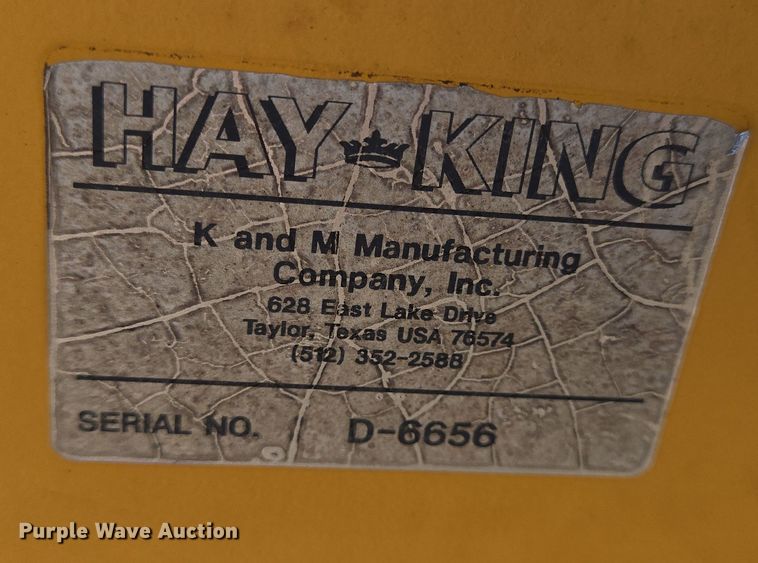 HAY KING
K and M Manufacturing
Company, Inc.
628 East Lake Drive
Taylor, Texas USA 76574
(512) 352-2588
SERIAL NO. D-6656
Purple Wave Auction